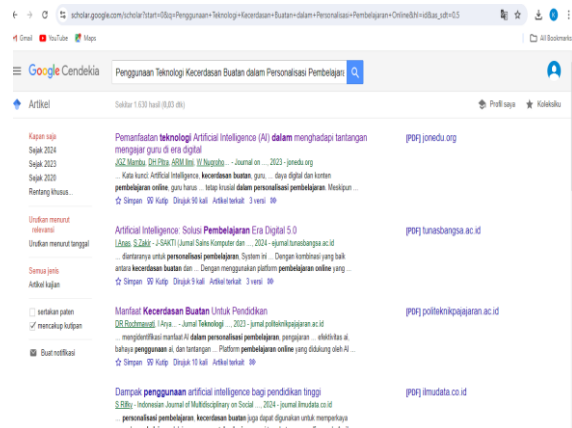 scholar.google.com/scholar?start=0&q=Penggunaan+Teknologi+Kecerdasan+Buatan+dalam+Personalisasi+Pembelajaran+Online&hl=id&as_sdt=0,5
Gmail YouTube Maps
All Bookmarks
Google Cendekia
Penggunaan Teknologi Kecerdasan Buatan dalam Personalisasi Pembelajara
Artikel
Sekitar 1.630 hasil (0,03 dtk)
Profil saya
Koleksiku
Kapan saja
Sejak 2024
Sejak 2023
Sejak 2020
Rentang khusus...
Urutkan menurut relevansi
Urutkan menurut tanggal
Semua jenis
Artikel kajian
sertakan paten
mencakup kutipan
Buat notifikasi
Pemanfaatan teknologi Artificial Intelligence (AI) dalam menghadapi tantangan
mengajar guru di era digital
JGZ Mambu, DH Pitra, ARM Ilmi, W Nugroho... - Journal on ..., 2023 - jonedu.org
... Kata kunci: Artificial Intelligence, kecerdasan buatan, guru, ... daya digital dan konten
pembelajaran online, guru harus ... tetap krusial dalam personalisasi pembelajaran. Meskipun ...
Simpan Kutip Dirujuk 90 kali Artikel terkait 3 versi
[PDF] jonedu.org
Artificial Intelligence: Solusi Pembelajaran Era Digital 5.0
I Anas, S Zakir - J-SAKTI (Jurnal Sains Komputer dan ..., 2024 - ejurnal.tunasbangsa.ac.id
... diantaranya untuk personalisasi pembelajaran. System ini ... Dengan kombinasi yang baik
antara kecerdasan buatan dan ... Dengan menggunakan platform pembelajaran online yang ...
Simpan Kutip Dirujuk 9 kali Artikel terkait 3 versi
[PDF] tunasbangsa.ac.id
Manfaat Kecerdasan Buatan Untuk Pendidikan
DR Rochmawati, I Arya... - Jurnal Teknologi ..., 2023 - jurnal.politeknikpajajaran.ac.id
... mengidentifikasi manfaat AI dalam personalisasi pembelajaran, pengajaran ... efektivitas ai,
bahaya penggunaan ai, dan tantangan ... Platform pembelajaran online yang didukung oleh AI ...
Simpan Kutip Dirujuk 10 kali Artikel terkait
[PDF] politeknikpajajaran.ac.id
Dampak penggunaan artificial intelligence bagi pendidikan tinggi
S Rifky - Indonesian Journal of Multidisciplinary on Social ..., 2024 - journal.ilmudata.co.id
... personalisasi pembelajaran, kecerdasan buatan juga dapat digunakan untuk memperkaya
[PDF] ilmudata.co.id